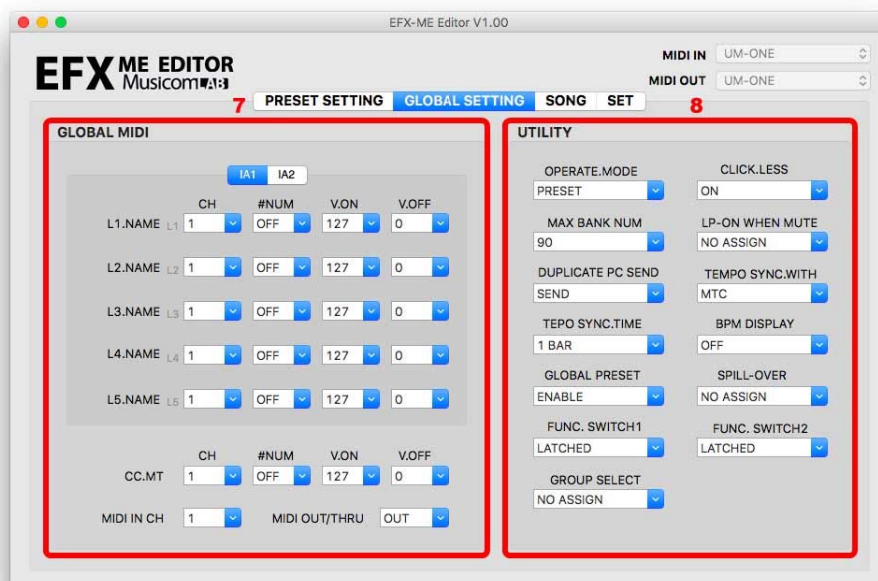 EFX-ME Editor V1.00
EFX ME EDITOR
MusicomLAB
MIDI IN UM-ONE
MIDI OUT UM-ONE
7 PRESET SETTING GLOBAL SETTING SONG SET 8
GLOBAL MIDI
IA1 IA2
CH #NUM V.ON V.OFF
L1.NAME L1 1 OFF 127 0
L2.NAME L2 1 OFF 127 0
L3.NAME L3 1 OFF 127 0
L4.NAME L4 1 OFF 127 0
L5.NAME L5 1 OFF 127 0
CH #NUM V.ON V.OFF
CC.MT 1 OFF 127 0
MIDI IN CH 1 MIDI OUT/THRU OUT
UTILITY
OPERATE.MODE CLICK.LESS
PRESET ON
MAX BANK NUM LP-ON WHEN MUTE
90 NO ASSIGN
DUPLICATE PC SEND TEMPO SYNC.WITH
SEND MTC
TEPO SYNC.TIME BPM DISPLAY
1 BAR OFF
GLOBAL PRESET SPILL-OVER
ENABLE NO ASSIGN
FUNC. SWITCH1 FUNC. SWITCH2
LATCHED LATCHED
GROUP SELECT
NO ASSIGN